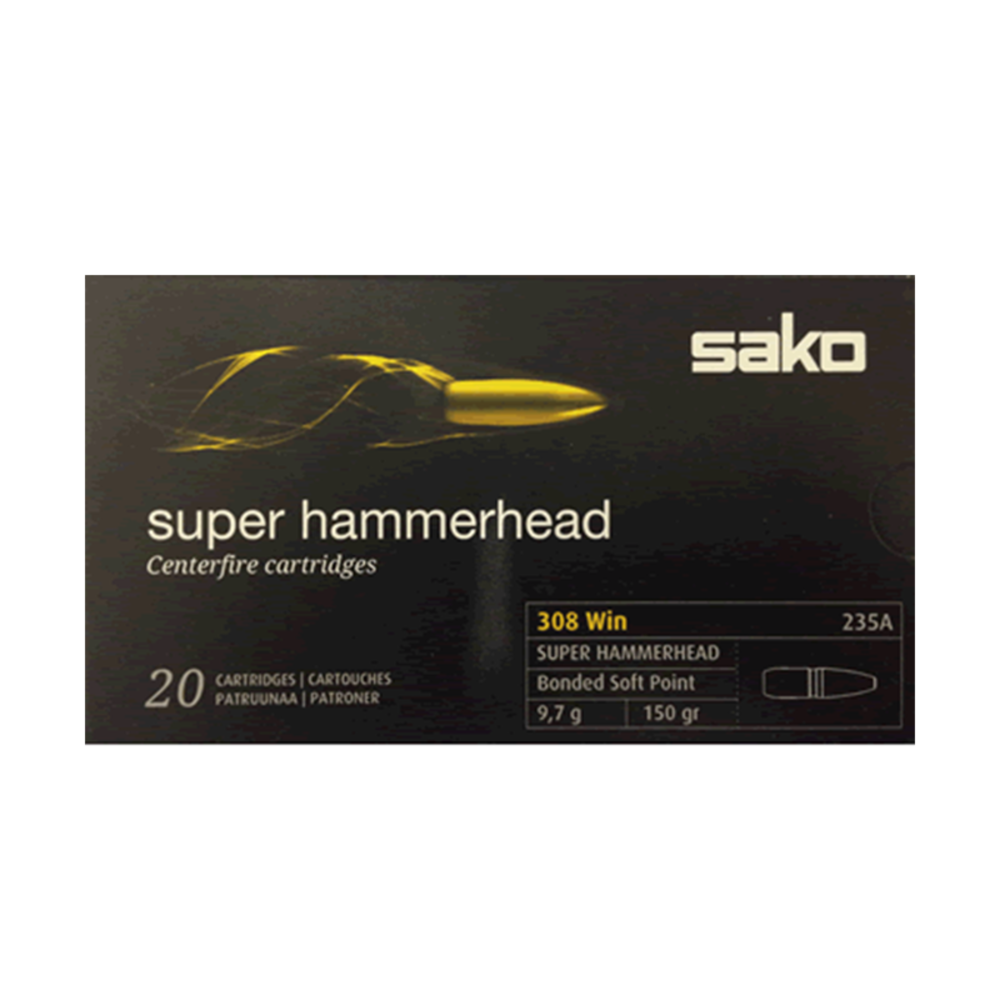 sako
super hammerhead
Centerfire cartridges
308 Win 235A
SUPER HAMMERHEAD
Bonded Soft Point
9,7 g 150 gr
20 CARTRIDGES | CARTOUCHES
PATRUUNAA | PATRONER